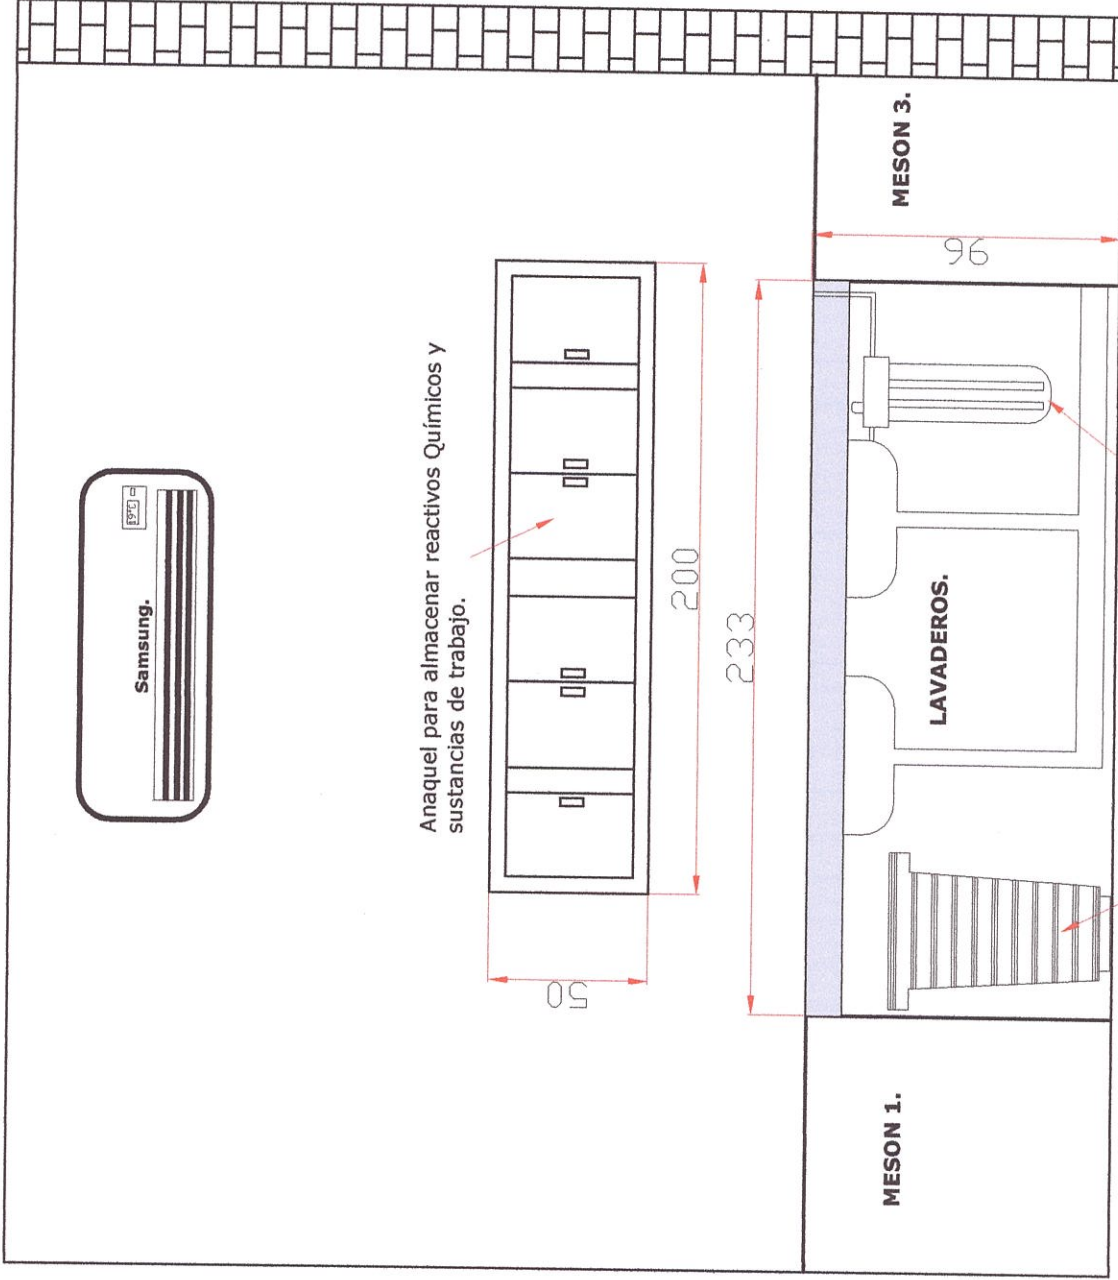 Samsung.
19°C
Anaquel para almacenar reactivos Químicos y
sustancias de trabajo.
50
200
233
96
MESON 1.
LAVADEROS.
MESON 3.